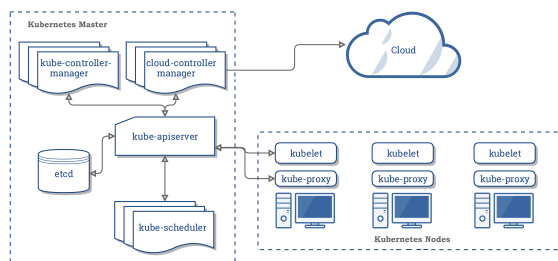 Kubernetes Master
kube-controller-
manager
cloud-controller
manager
Cloud
kube-apiserver
etcd
kubelet
kubelet
kubelet
kube-proxy
kube-proxy
kube-proxy
kube-scheduler
Kubernetes Nodes